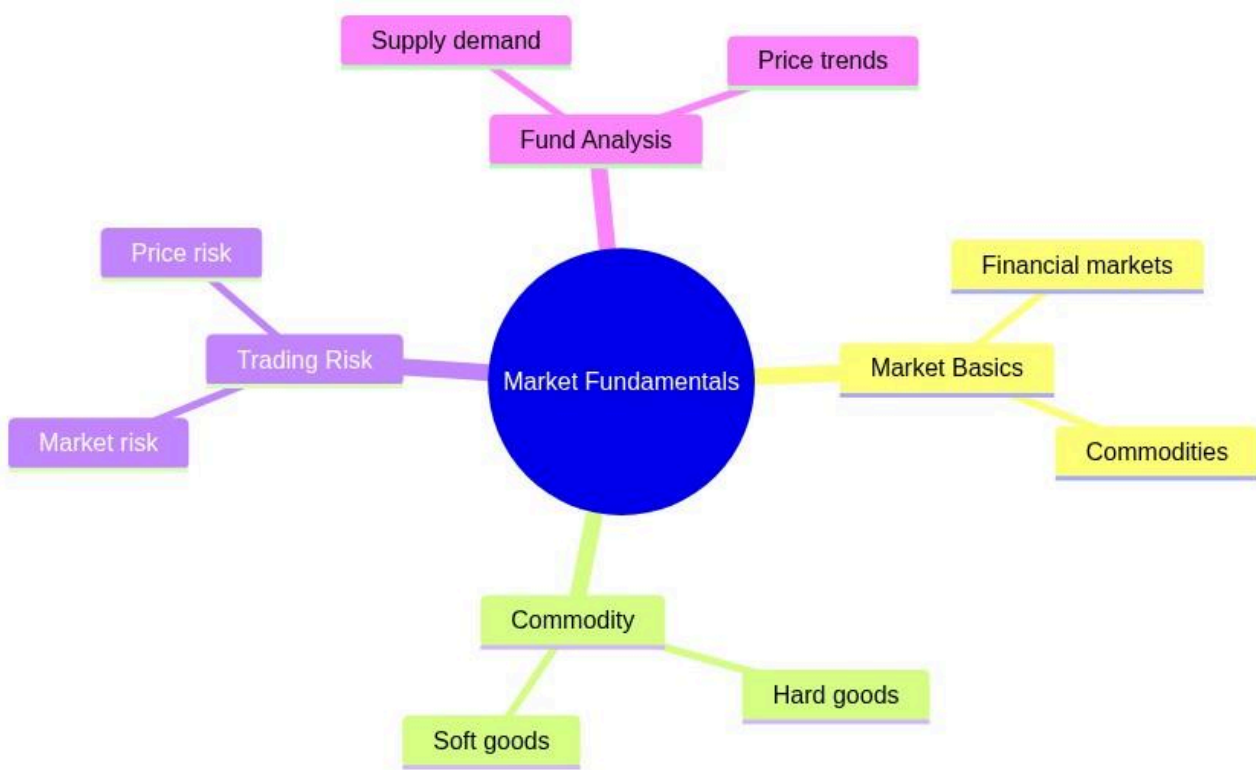 Supply demand
Price trends
Fund Analysis
Price risk
Financial markets
Trading Risk
Market Fundamentals
Market Basics
Market risk
Commodities
Commodity
Hard goods
Soft goods